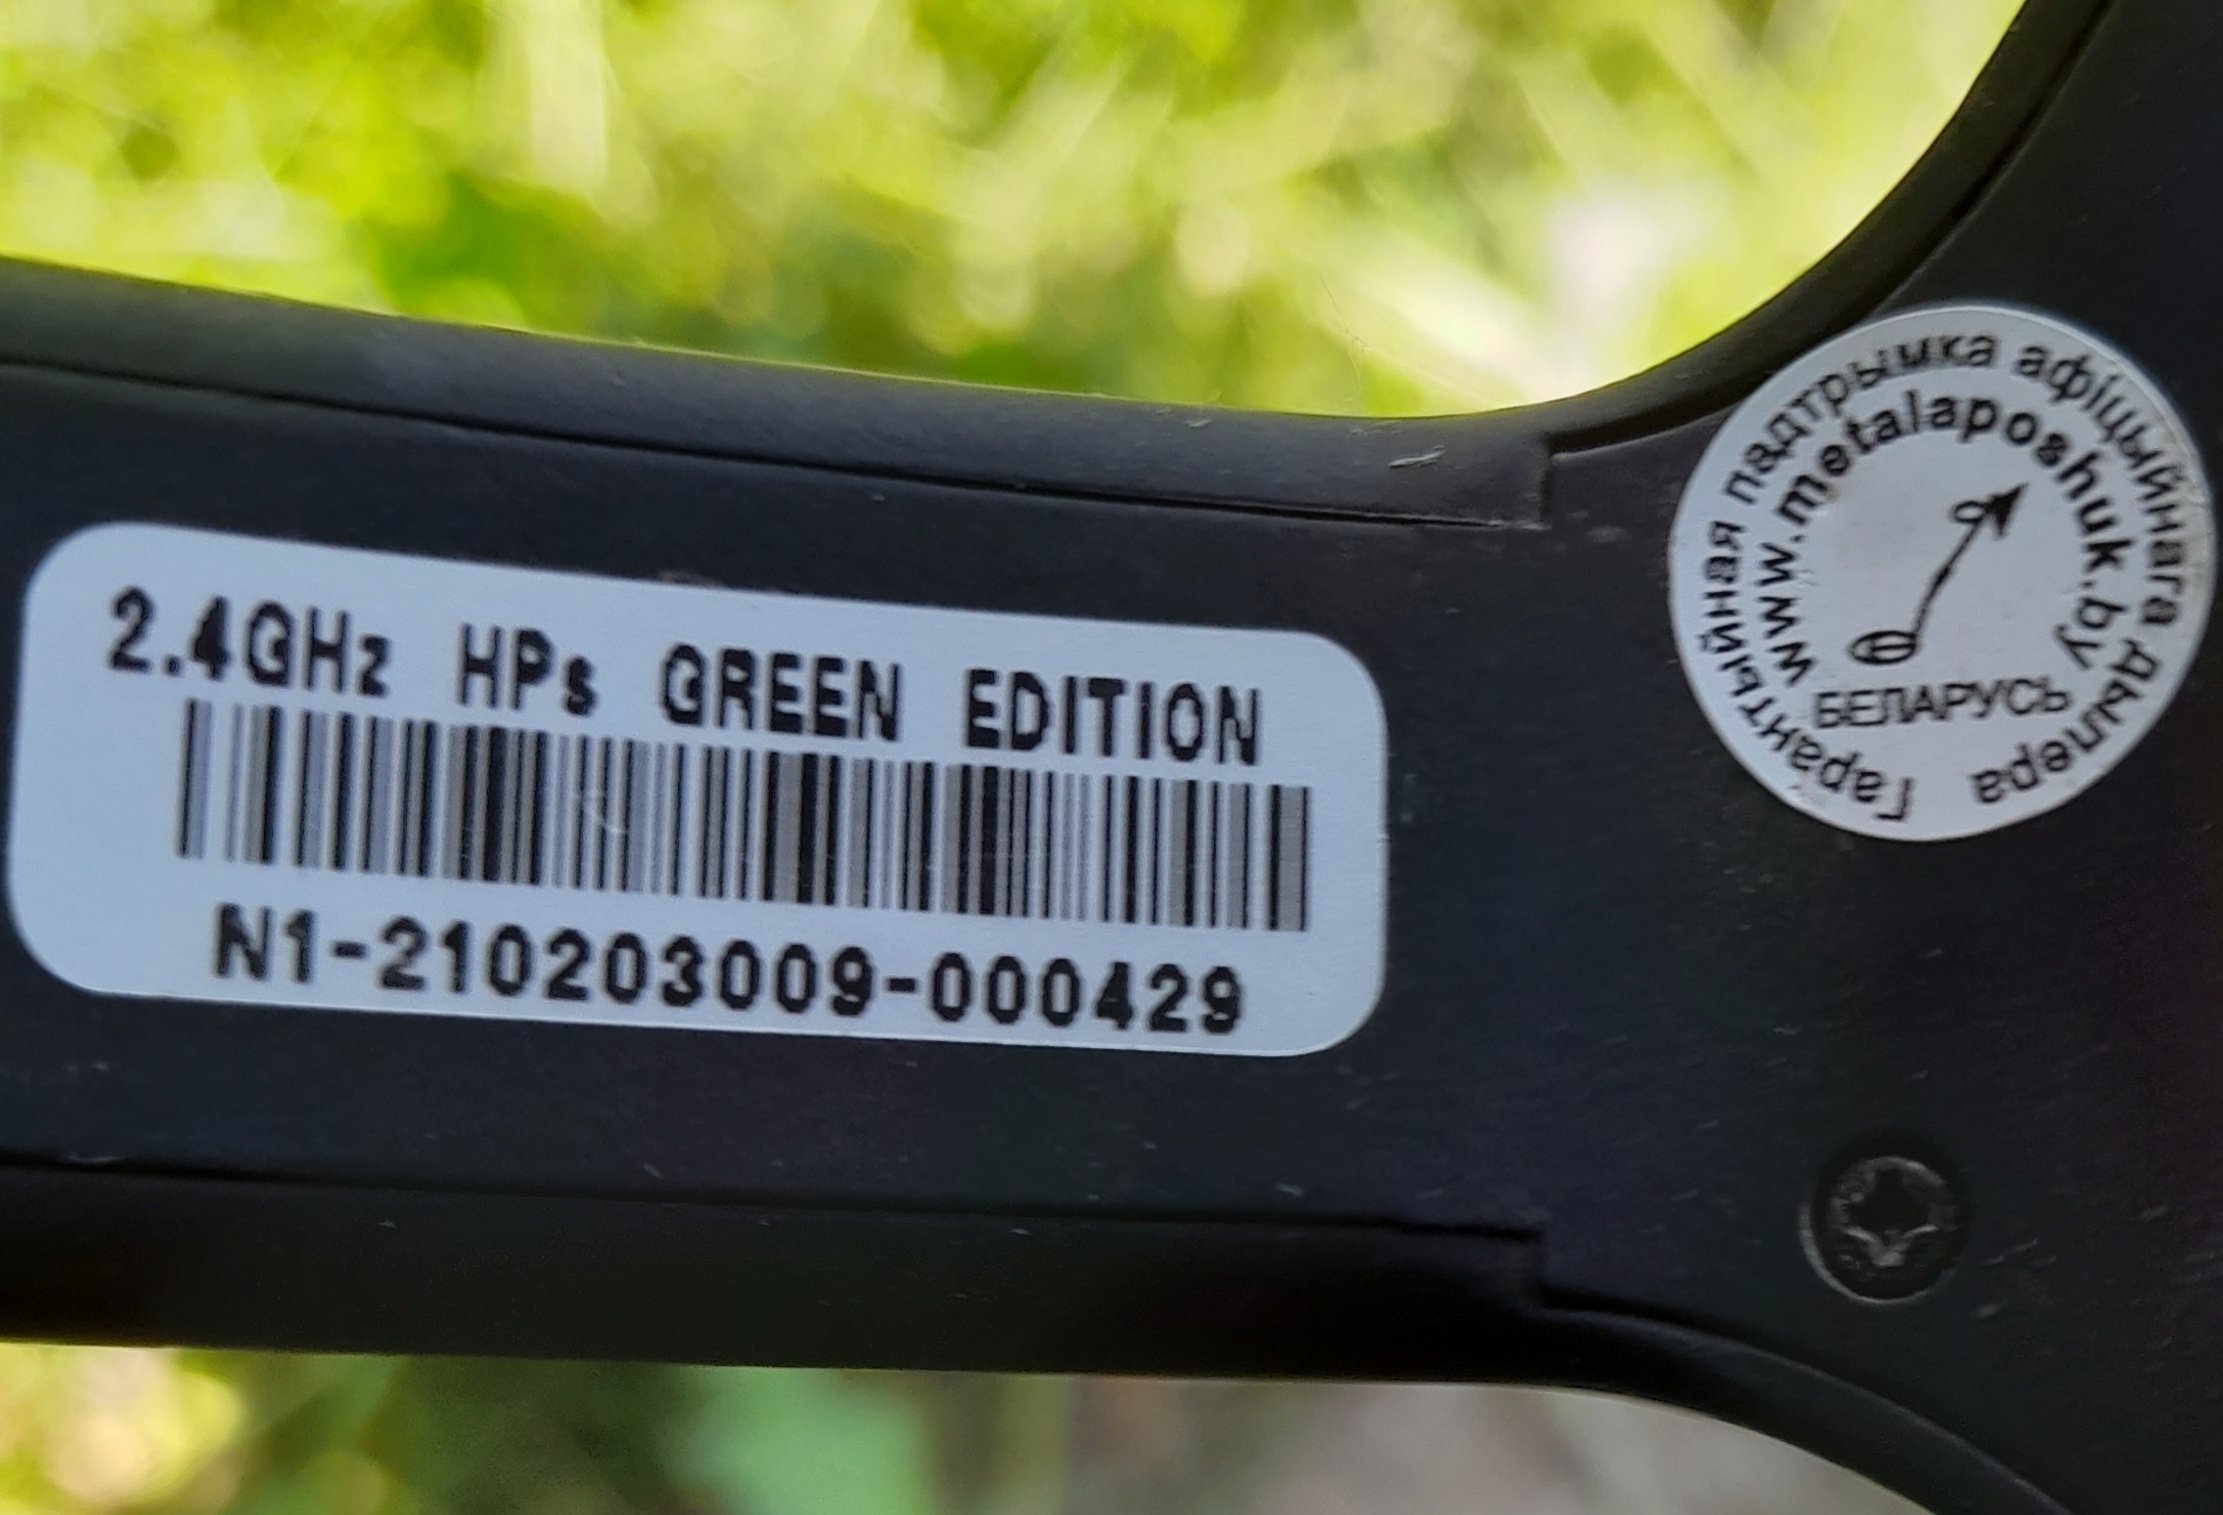 2.4GHz HPs GREEN EDITION
N1-210203009-000429
Гарантыйная падтрымка афіцыйнага дылера
www.metalaposhuk.by
БЕЛАРУСЬ